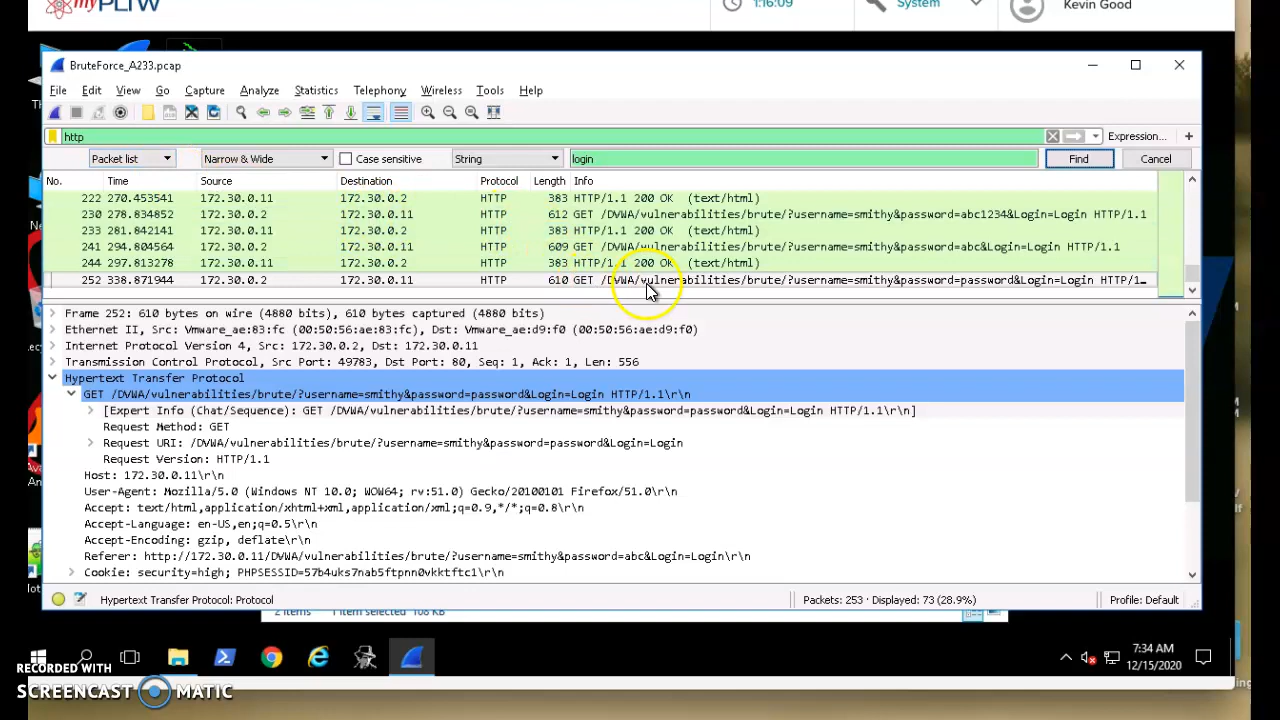 myPLTW
1:16:09
System
Kevin Good
BruteForce_A233.pcap
File Edit View Go Capture Analyze Statistics Telephony Wireless Tools Help
http
Expression...
Packet list
Narrow & Wide
Case sensitive
String
login
Find
Cancel
No. Time Source Destination Protocol Length Info
222 270.453541 172.30.0.11 172.30.0.2 HTTP 383 HTTP/1.1 200 OK (text/html)
230 278.834852 172.30.0.2 172.30.0.11 HTTP 612 GET /DVWA/vulnerabilities/brute/?username=smithy&password=abc1234&Login=Login HTTP/1.1
233 281.842141 172.30.0.11 172.30.0.2 HTTP 383 HTTP/1.1 200 OK (text/html)
241 294.804564 172.30.0.2 172.30.0.11 HTTP 609 GET /DVWA/vulnerabilities/brute/?username=smithy&password=abc&Login=Login HTTP/1.1
244 297.813278 172.30.0.11 172.30.0.2 HTTP 383 HTTP/1.1 200 OK (text/html)
252 338.871944 172.30.0.2 172.30.0.11 HTTP 610 GET /DVWA/vulnerabilities/brute/?username=smithy&password=password&Login=Login HTTP/1…
Frame 252: 610 bytes on wire (4880 bits), 610 bytes captured (4880 bits)
Ethernet II, Src: Vmware_ae:83:fc (00:50:56:ae:83:fc), Dst: Vmware_ae:d9:f0 (00:50:56:ae:d9:f0)
Internet Protocol Version 4, Src: 172.30.0.2, Dst: 172.30.0.11
Transmission Control Protocol, Src Port: 49783, Dst Port: 80, Seq: 1, Ack: 1, Len: 556
Hypertext Transfer Protocol
GET /DVWA/vulnerabilities/brute/?username=smithy&password=password&Login=Login HTTP/1.1\r\n
[Expert Info (Chat/Sequence): GET /DVWA/vulnerabilities/brute/?username=smithy&password=password&Login=Login HTTP/1.1\r\n]
Request Method: GET
Request URI: /DVWA/vulnerabilities/brute/?username=smithy&password=password&Login=Login
Request Version: HTTP/1.1
Host: 172.30.0.11\r\n
User-Agent: Mozilla/5.0 (Windows NT 10.0; WOW64; rv:51.0) Gecko/20100101 Firefox/51.0\r\n
Accept: text/html,application/xhtml+xml,application/xml;q=0.9,*/*;q=0.8\r\n
Accept-Language: en-US,en;q=0.5\r\n
Accept-Encoding: gzip, deflate\r\n
Referer: http://172.30.0.11/DVWA/vulnerabilities/brute/?username=smithy&password=abc&Login=Login\r\n
Cookie: security=high; PHPSESSID=57b4uks7nab5ftpnn0vkktftc1\r\n
Hypertext Transfer Protocol: Protocol
Packets: 253 · Displayed: 73 (28.9%)
Profile: Default
2 items 1 item selected 108 KB
7:34 AM
12/15/2020
RECORDED WITH
SCREENCAST MATIC